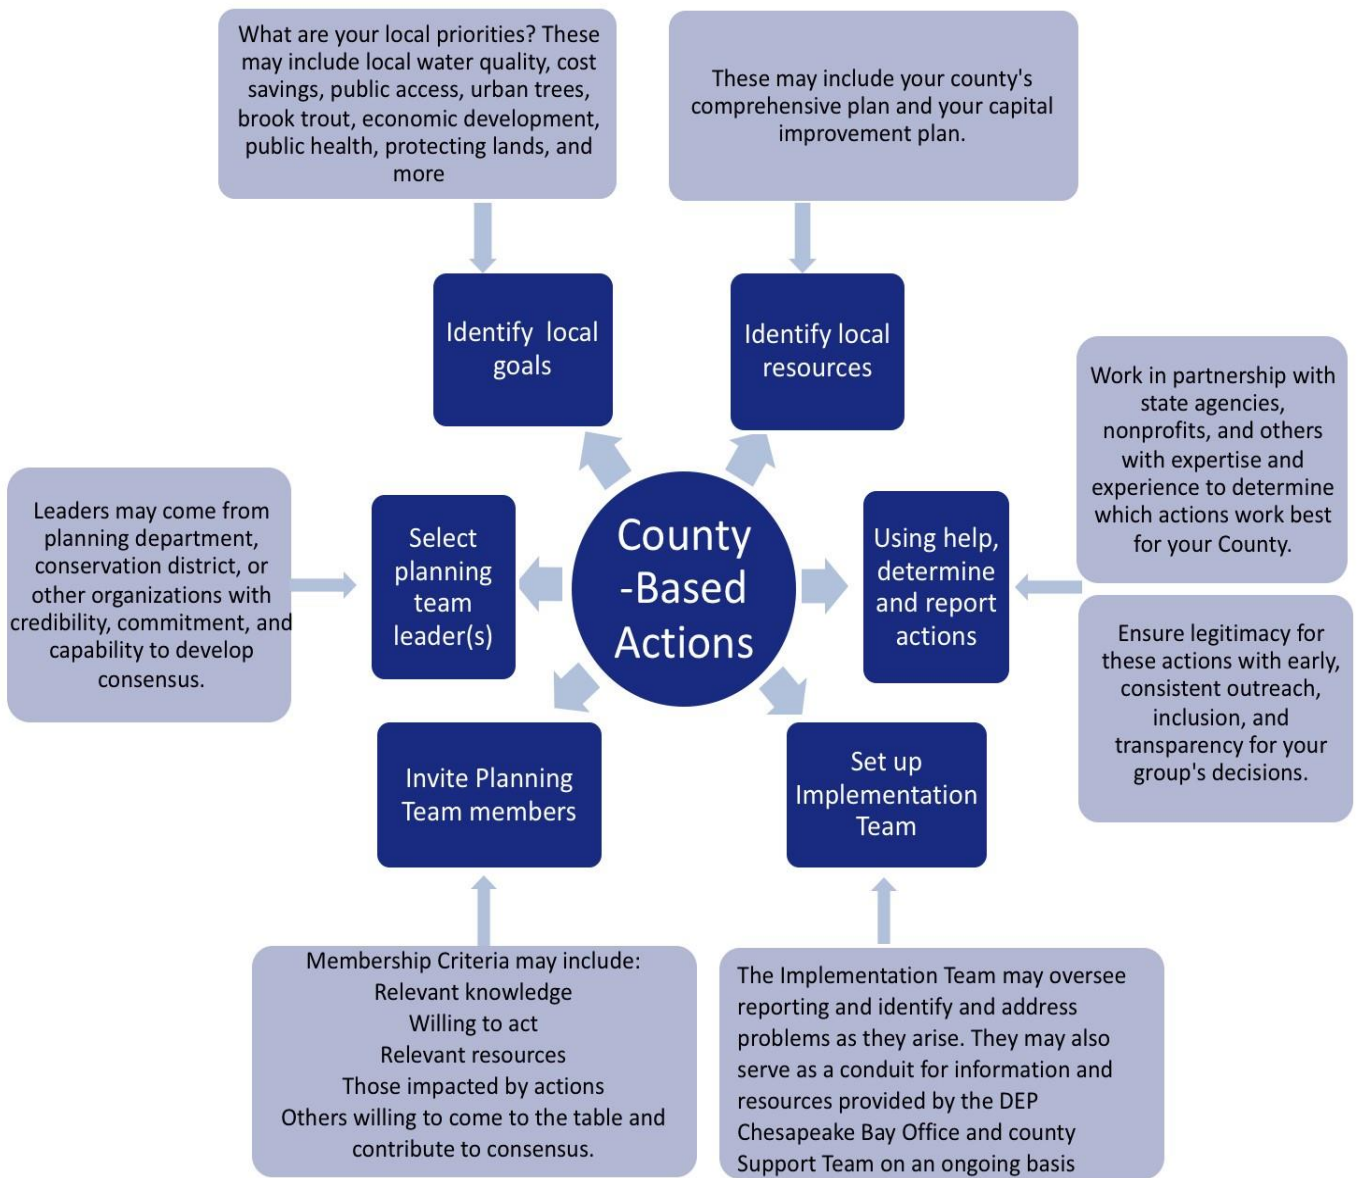 What are your local priorities? These
may include local water quality, cost
savings, public access, urban trees,
brook trout, economic development,
public health, protecting lands, and
more
These may include your county's
comprehensive plan and your capital
improvement plan.
Identify local
goals
Identify local
resources
Work in partnership with
state agencies,
nonprofits, and others
with expertise and
experience to determine
which actions work best
for your County.
Leaders may come from
planning department,
conservation district, or
other organizations with
credibility, commitment, and
capability to develop
consensus.
Select
planning
team
leader(s)
County
-Based
Actions
Using help,
determine
and report
actions
Ensure legitimacy for
these actions with early,
consistent outreach,
inclusion, and
transparency for your
group's decisions.
Invite Planning
Team members
Set up
Implementation
Team
Membership Criteria may include:
Relevant knowledge
Willing to act
Relevant resources
Those impacted by actions
Others willing to come to the table and
contribute to consensus.
The Implementation Team may oversee
reporting and identify and address
problems as they arise. They may also
serve as a conduit for information and
resources provided by the DEP
Chesapeake Bay Office and county
Support Team on an ongoing basis